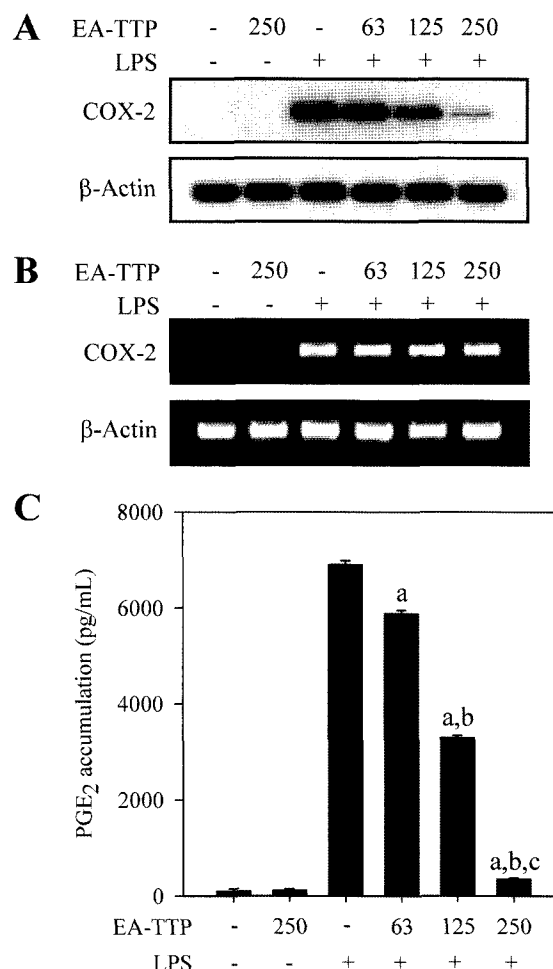 A
EA-TTP - 250 - 63 125 250
LPS - - + + + +
COX-2
β-Actin
B
EA-TTP - 250 - 63 125 250
LPS - - + + + +
COX-2
β-Actin
C
8000
6000
4000
2000
0
PGE2 accumulation (pg/mL)
a
a,b
a,b,c
EA-TTP - 250 - 63 125 250
LPS - - + + + +